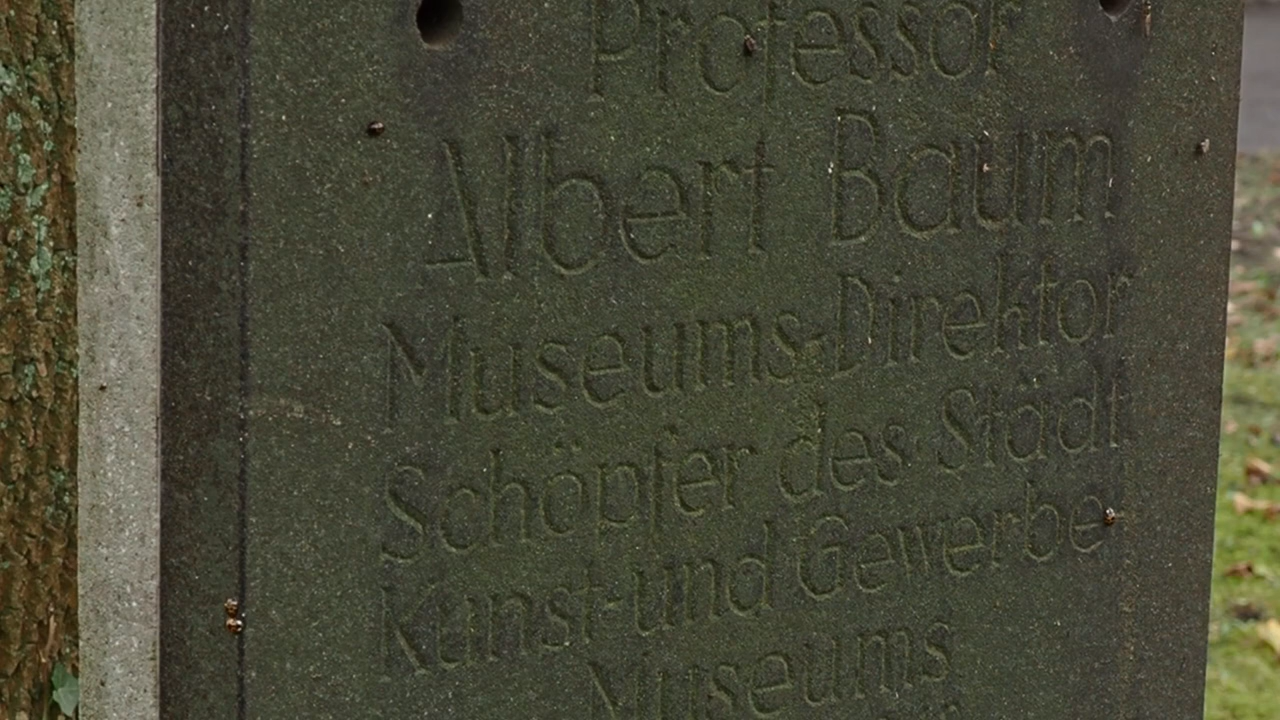 Professor
Albert Baum
Museums-Direktor
Schöpfer des Städt
Kunst-und Gewerbe
Museums